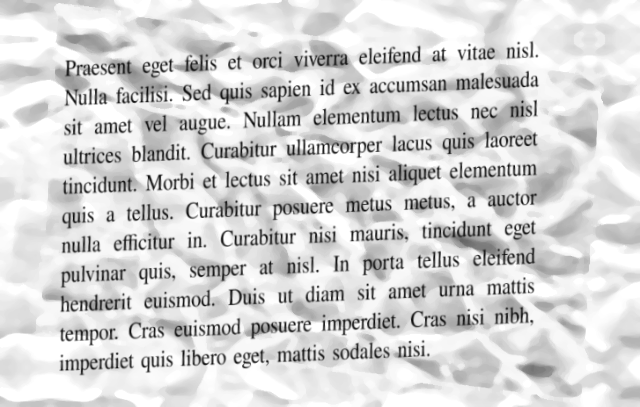 Praesent eget felis et orci viverra eleifend at vitae nisl.
Nulla facilisi. Sed quis sapien id ex accumsan malesuada
sit amet vel augue. Nullam elementum lectus nec nisl
ultrices blandit. Curabitur ullamcorper lacus quis laoreet
tincidunt. Morbi et lectus sit amet nisi aliquet elementum
quis a tellus. Curabitur posuere metus metus, a auctor
nulla efficitur in. Curabitur nisi mauris, tincidunt eget
pulvinar quis, semper at nisl. In porta tellus eleifend
hendrerit euismod. Duis ut diam sit amet urna mattis
tempor. Cras euismod posuere imperdiet. Cras nisi nibh,
imperdiet quis libero eget, mattis sodales nisi.